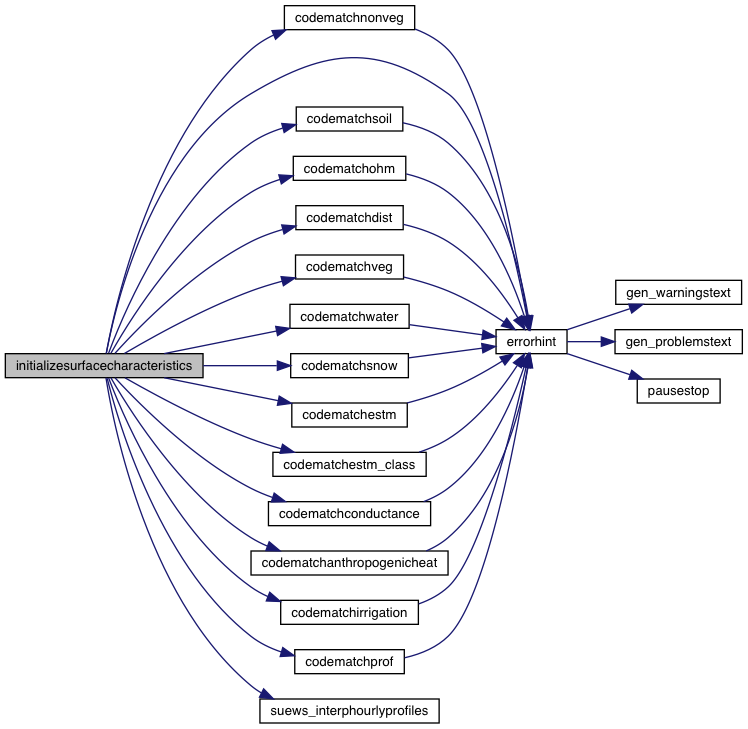 codematchnonveg
codematchsoil
codematchohm
codematchdist
codematchveg
codematchwater
codematchsnow
initializesurfacecharacteristics
codematchestm
codematchestm_class
codematchconductance
codematchanthropogenicheat
codematchirrigation
codematchprof
suews_interphourlyprofiles
errorhint
gen_warningstext
gen_problemstext
pausestop